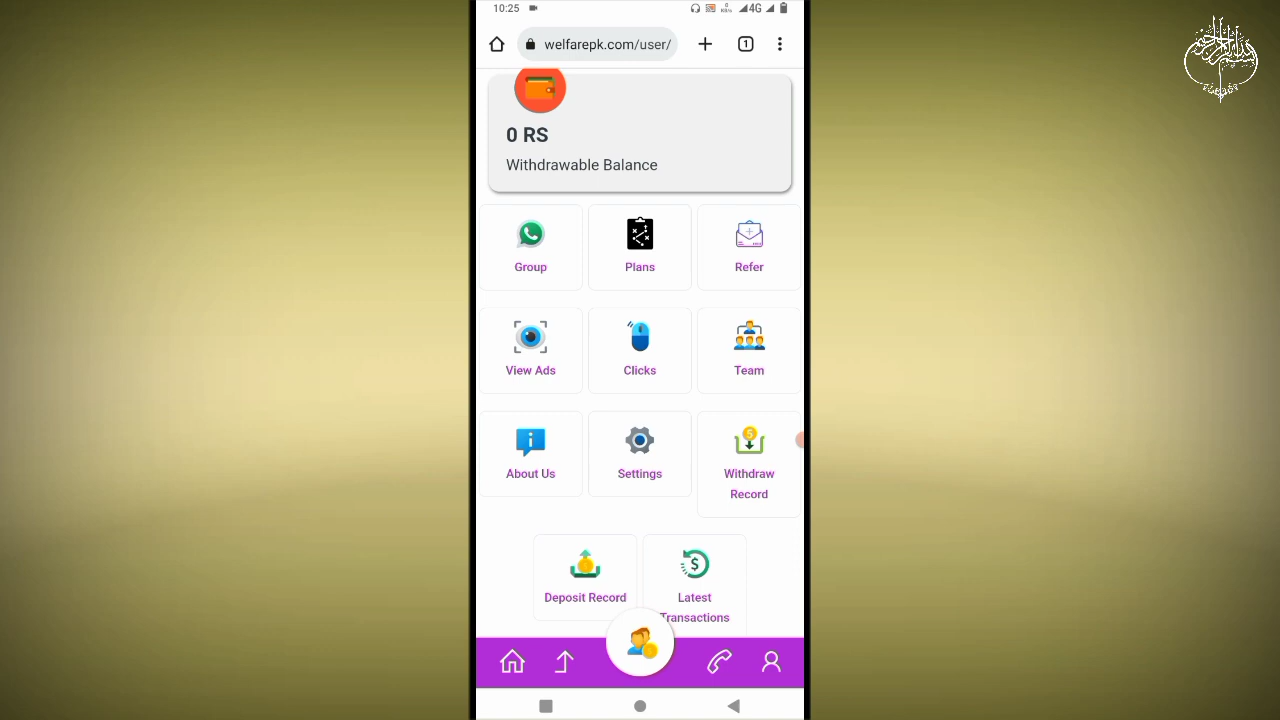 10:25
4G
welfarepk.com/user/
1
0 RS
Withdrawable Balance
Group
Plans
Refer
View Ads
Clicks
Team
About Us
Settings
Withdraw
Record
Deposit Record
Latest
Transactions